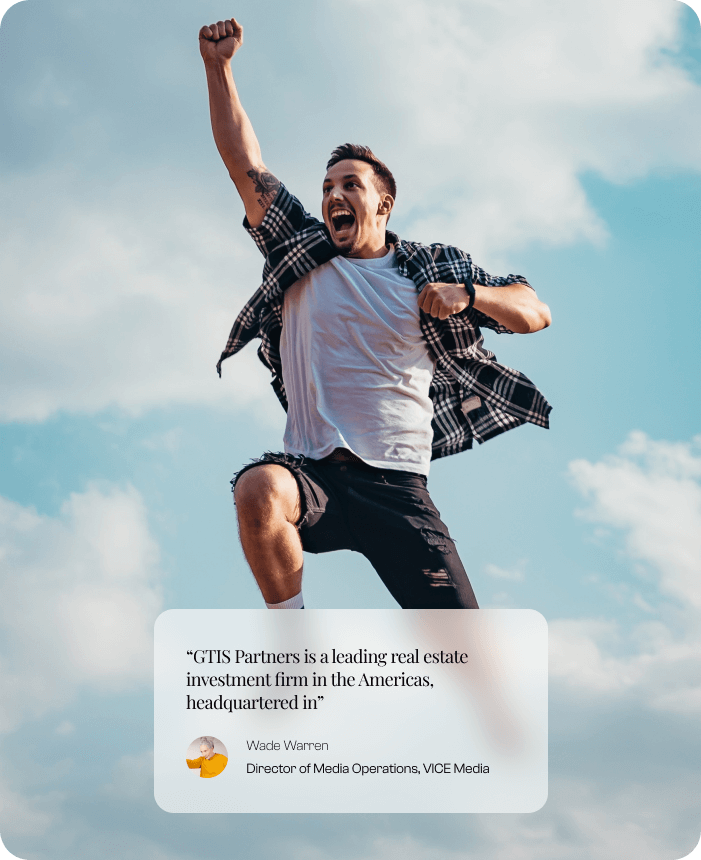 “GTIS Partners is a leading real estate
investment firm in the Americas,
headquartered in”
Wade Warren
Director of Media Operations, VICE Media